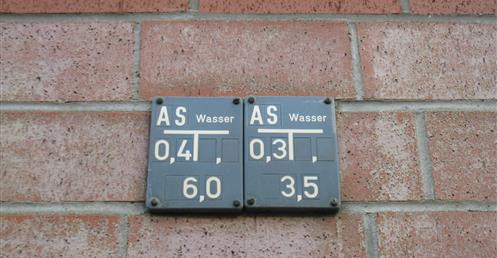 AS Wasser
0,4 ,
6,0
AS Wasser
0,3 ,
3,5